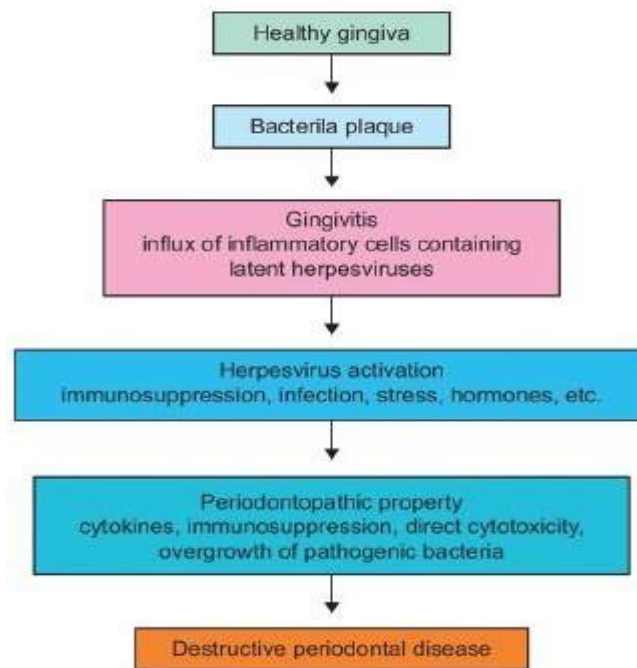 Healthy gingiva
Bacterila plaque
Gingivitis
influx of inflammatory cells containing
latent herpesviruses
Herpesvirus activation
immunosuppression, infection, stress, hormones, etc.
Periodontopathic property
cytokines, immunosuppression, direct cytotoxicity,
overgrowth of pathogenic bacteria
Destructive periodontal disease